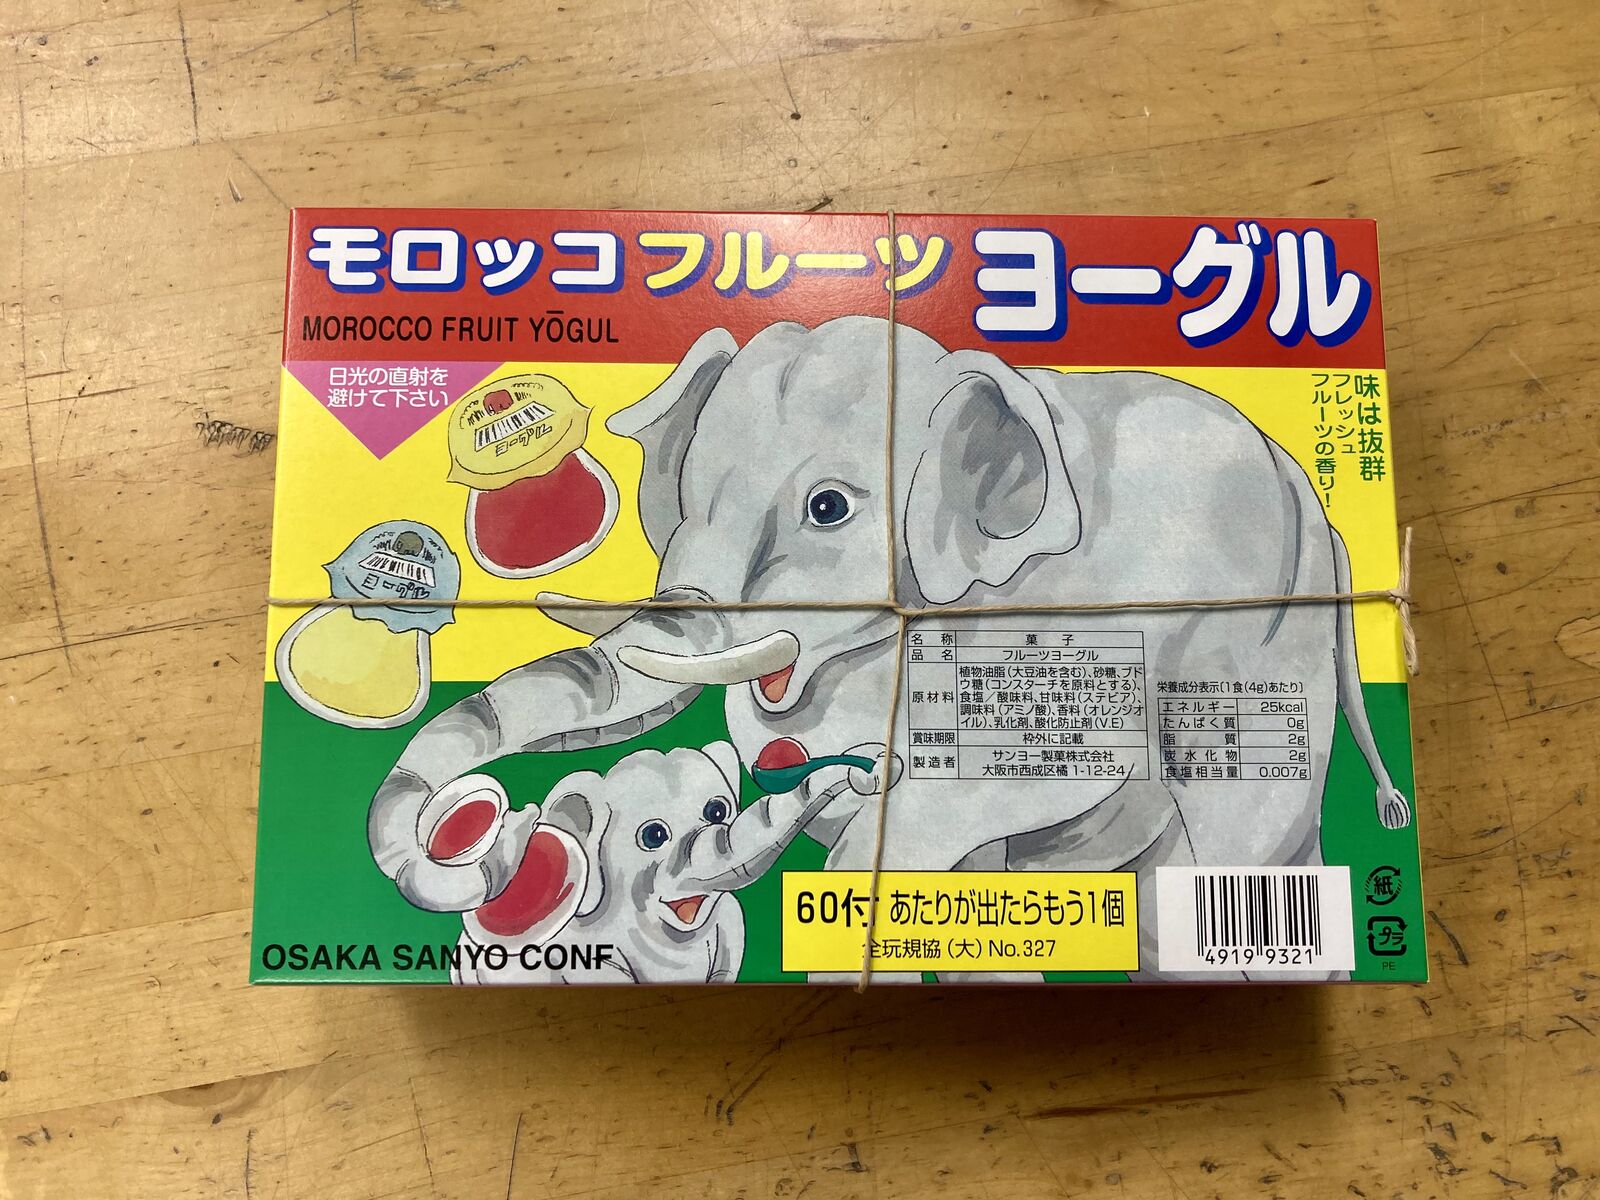 モロッコフルーツヨーグル
MOROCCO FRUIT YŌGUL
日光の直射を
避けて下さい
味は抜群
フレッシュ
フルーツの香り!
ヨーグル
ヨーグル
名称 菓子
品名 フルーツヨーグル
原材料 植物油脂(大豆油を含む)、砂糖、ブド
ウ糖(コンスターチを原料とする)、
食塩/酸味料、甘味料(ステビア)、
調味料(アミノ酸)、香料(オレンジオ
イル)、乳化剤、酸化防止剤(V.E)
賞味期限 枠外に記載
製造者 サンヨー製菓株式会社
大阪市西成区橘1-12-24
栄養成分表示〔1食(4g)あたり〕
エネルギー 25kcal
たんぱく質 0g
脂質 2g
炭水化物 2g
食塩相当量 0.007g
60付 あたりが出たらもう1個
全玩規協(大)No.327
OSAKA SANYO CONF
4919 9321
紙
プラ
PE